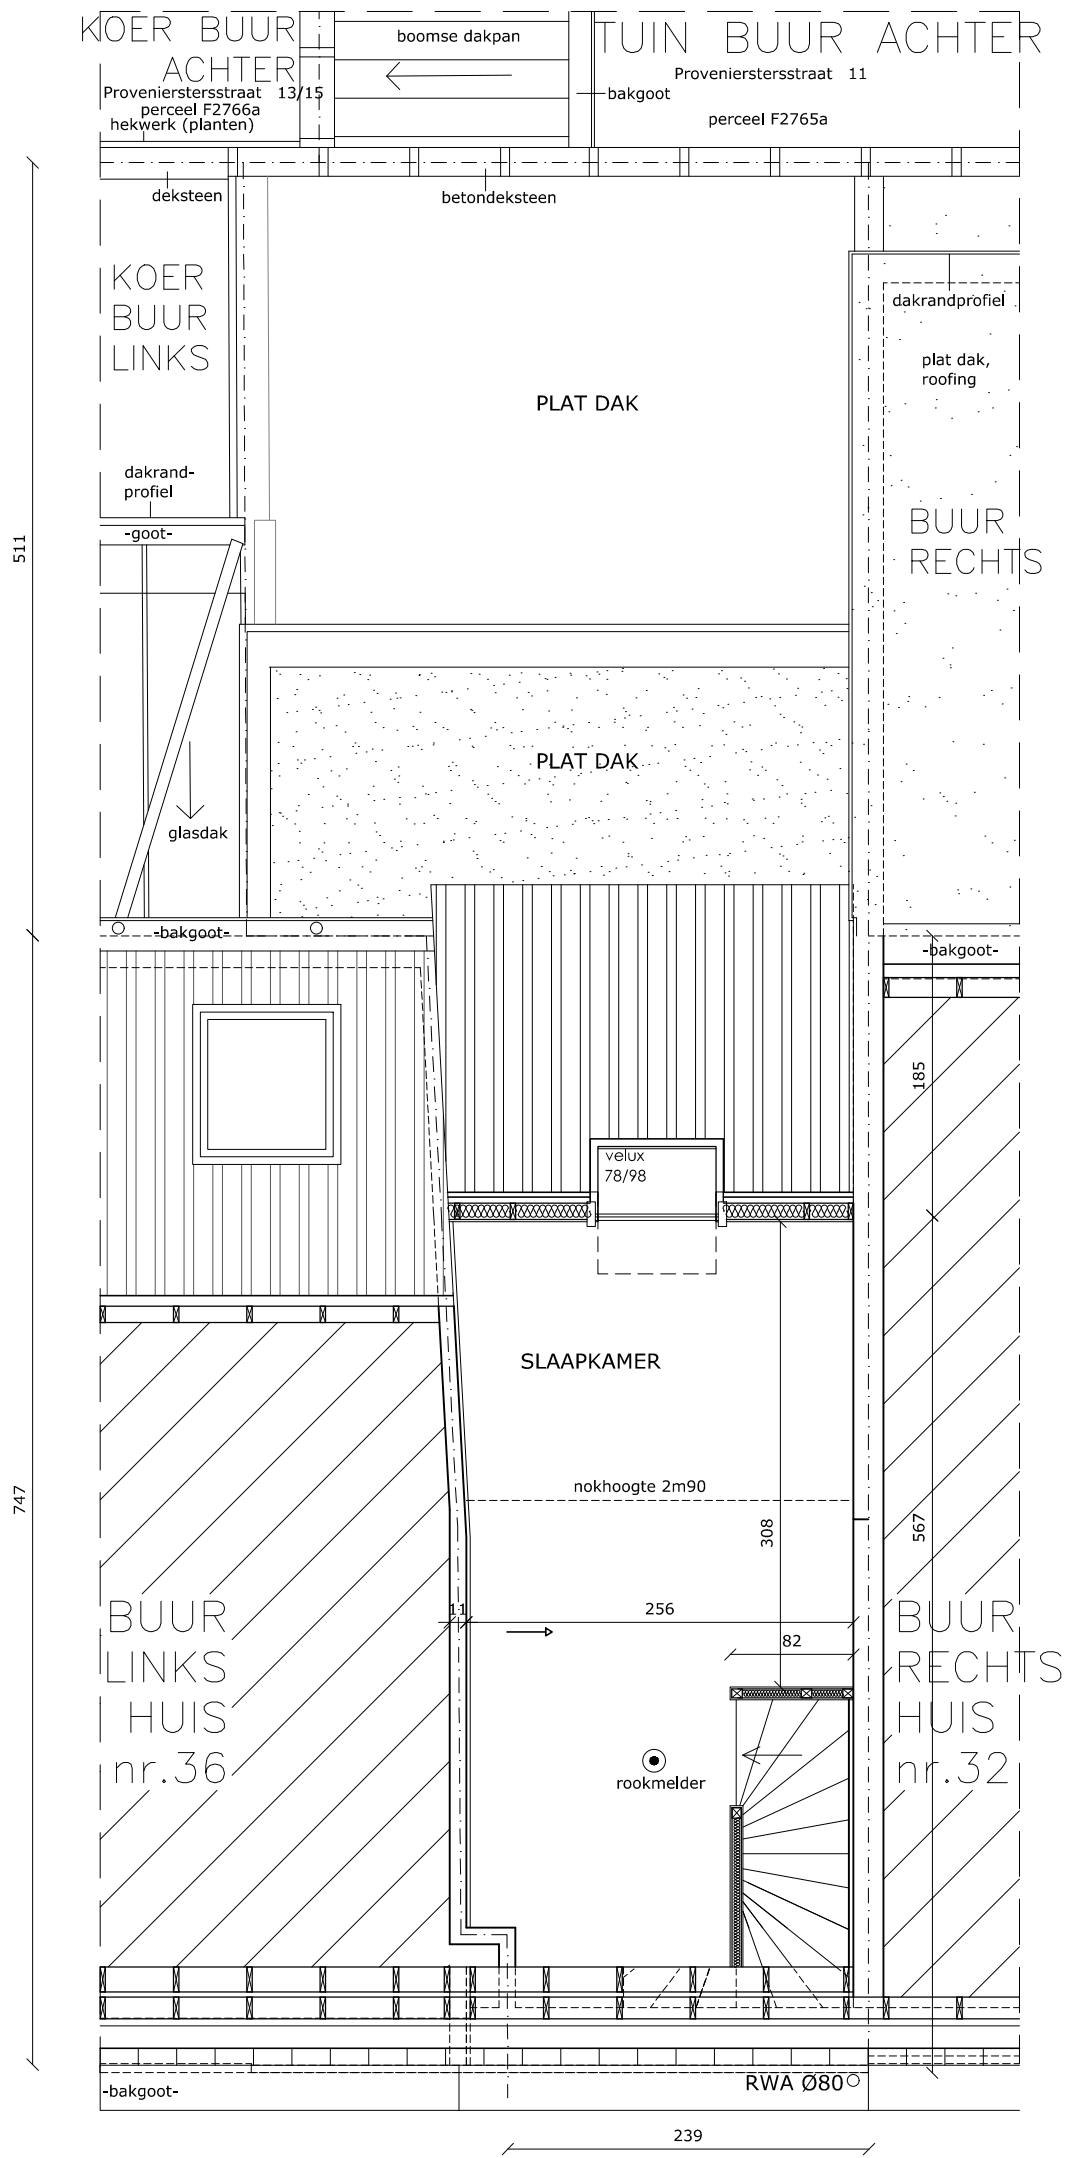 KOER BUUR
ACHTER
Provenierstersstraat 13/15
perceel F2766a
hekwerk (planten)
boomse dakpan
TUIN BUUR ACHTER
Provenierstersstraat 11
bakgoot
perceel F2765a
deksteen
betondeksteen
KOER
BUUR
LINKS
dakrandprofiel
plat dak,
roofing
PLAT DAK
dakrand-
profiel
-goot-
BUUR
RECHTS
511
PLAT DAK
glasdak
-bakgoot-
-bakgoot-
185
velux
78/98
SLAAPKAMER
nokhoogte 2m90
747
308
567
11
256
82
BUUR
LINKS
HUIS
nr.36
BUUR
RECHTS
HUIS
nr.32
rookmelder
-bakgoot-
RWA Ø80
239